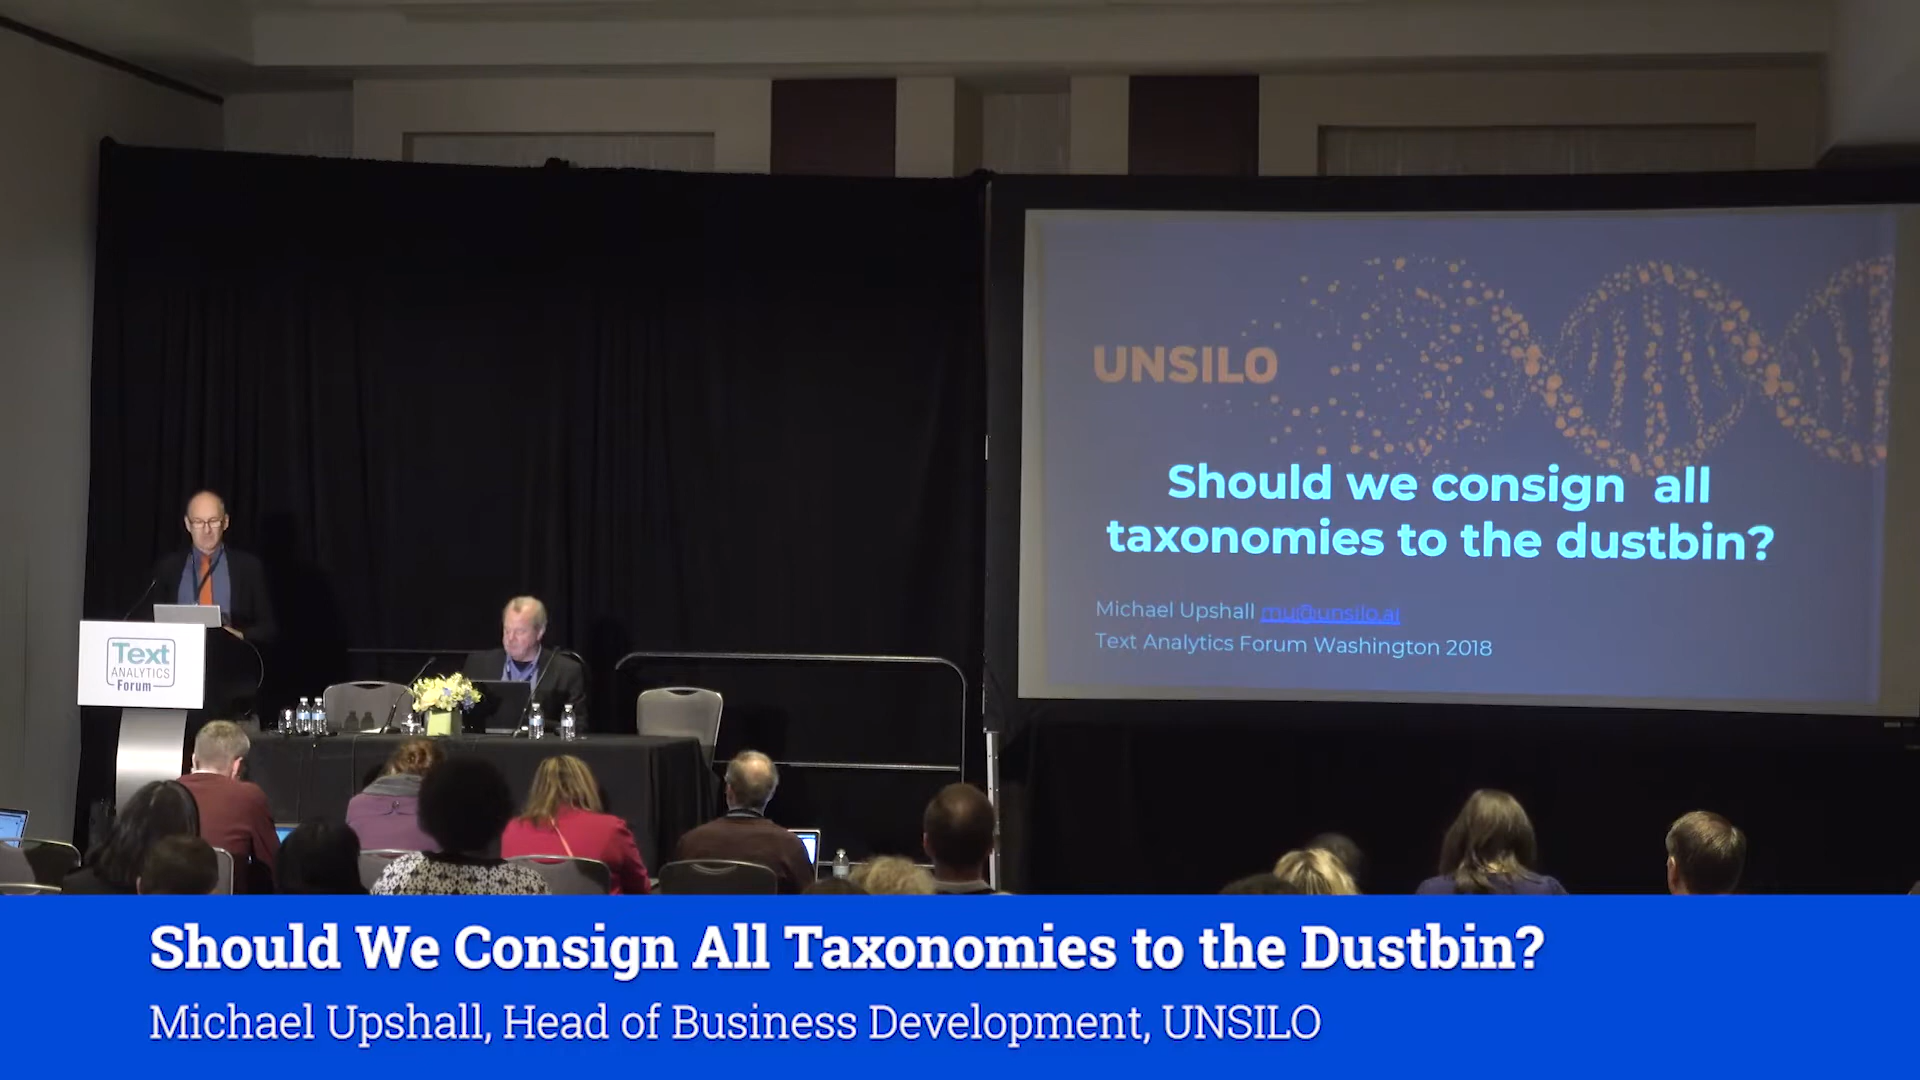 UNSILO
Should we consign all
taxonomies to the dustbin?
Michael Upshall mu@unsilo.ai
Text Analytics Forum Washington 2018
Text
ANALYTICS
Forum
Should We Consign All Taxonomies to the Dustbin?
Michael Upshall, Head of Business Development, UNSILO